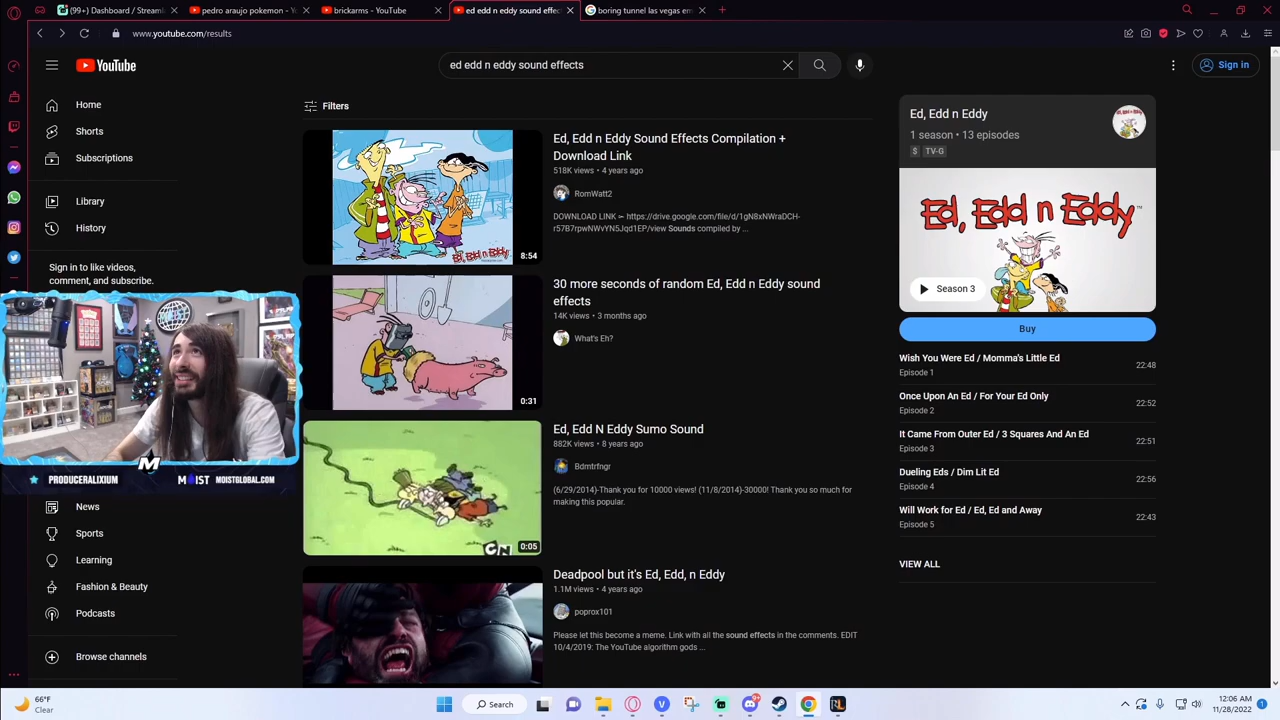 (99+) Dashboard / Streamla
pedro araujo pokemon - Yo
brickarms - YouTube
ed edd n eddy sound effec
boring tunnel las vegas em
www.youtube.com/results
YouTube
ed edd n eddy sound effects
Sign in
Home
Shorts
Subscriptions
Library
History
Sign in to like videos,
comment, and subscribe.
PRODUCERALIXIUM
M
MOIST
MOISTGLOBAL.COM
News
Sports
Learning
Fashion & Beauty
Podcasts
Browse channels
Filters
8:54
Ed, Edd n Eddy Sound Effects Compilation +
Download Link
518K views • 4 years ago
RomWatt2
DOWNLOAD LINK ✂ https://drive.google.com/file/d/1gN8xNWraDCH-
r57B7rpwNWvYN5Jqd1EP/view Sounds compiled by ...
0:31
30 more seconds of random Ed, Edd n Eddy sound
effects
14K views • 3 months ago
What's Eh?
CN
0:05
Ed, Edd N Eddy Sumo Sound
882K views • 8 years ago
Bdmtrfngr
(6/29/2014)-Thank you for 10000 views! (11/8/2014)-30000! Thank you so much for
making this popular.
Deadpool but it's Ed, Edd, n Eddy
1.1M views • 4 years ago
poprox101
Please let this become a meme. Link with all the sound effects in the comments. EDIT
10/4/2019: The YouTube algorithm gods ...
Ed, Edd n Eddy
1 season • 13 episodes
$ TV-G
Ed, Edd n Eddy
Season 3
Buy
Wish You Were Ed / Momma's Little Ed
Episode 1
22:48
Once Upon An Ed / For Your Ed Only
Episode 2
22:52
It Came From Outer Ed / 3 Squares And An Ed
Episode 3
22:51
Dueling Eds / Dim Lit Ed
Episode 4
22:56
Will Work for Ed / Ed, Ed and Away
Episode 5
22:43
VIEW ALL
66°F
Clear
Search
12:06 AM
11/28/2022